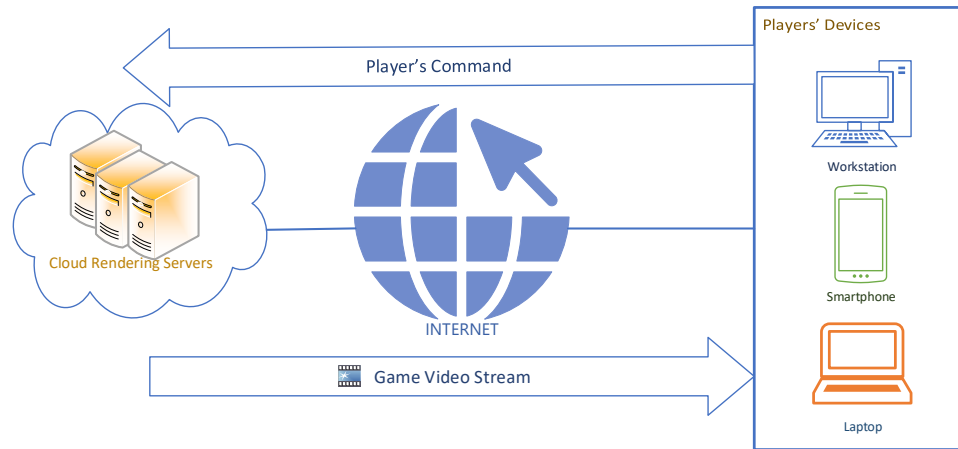 Players' Devices
Player's Command
Workstation
Cloud Rendering Servers
Smartphone
INTERNET
Game Video Stream
Laptop